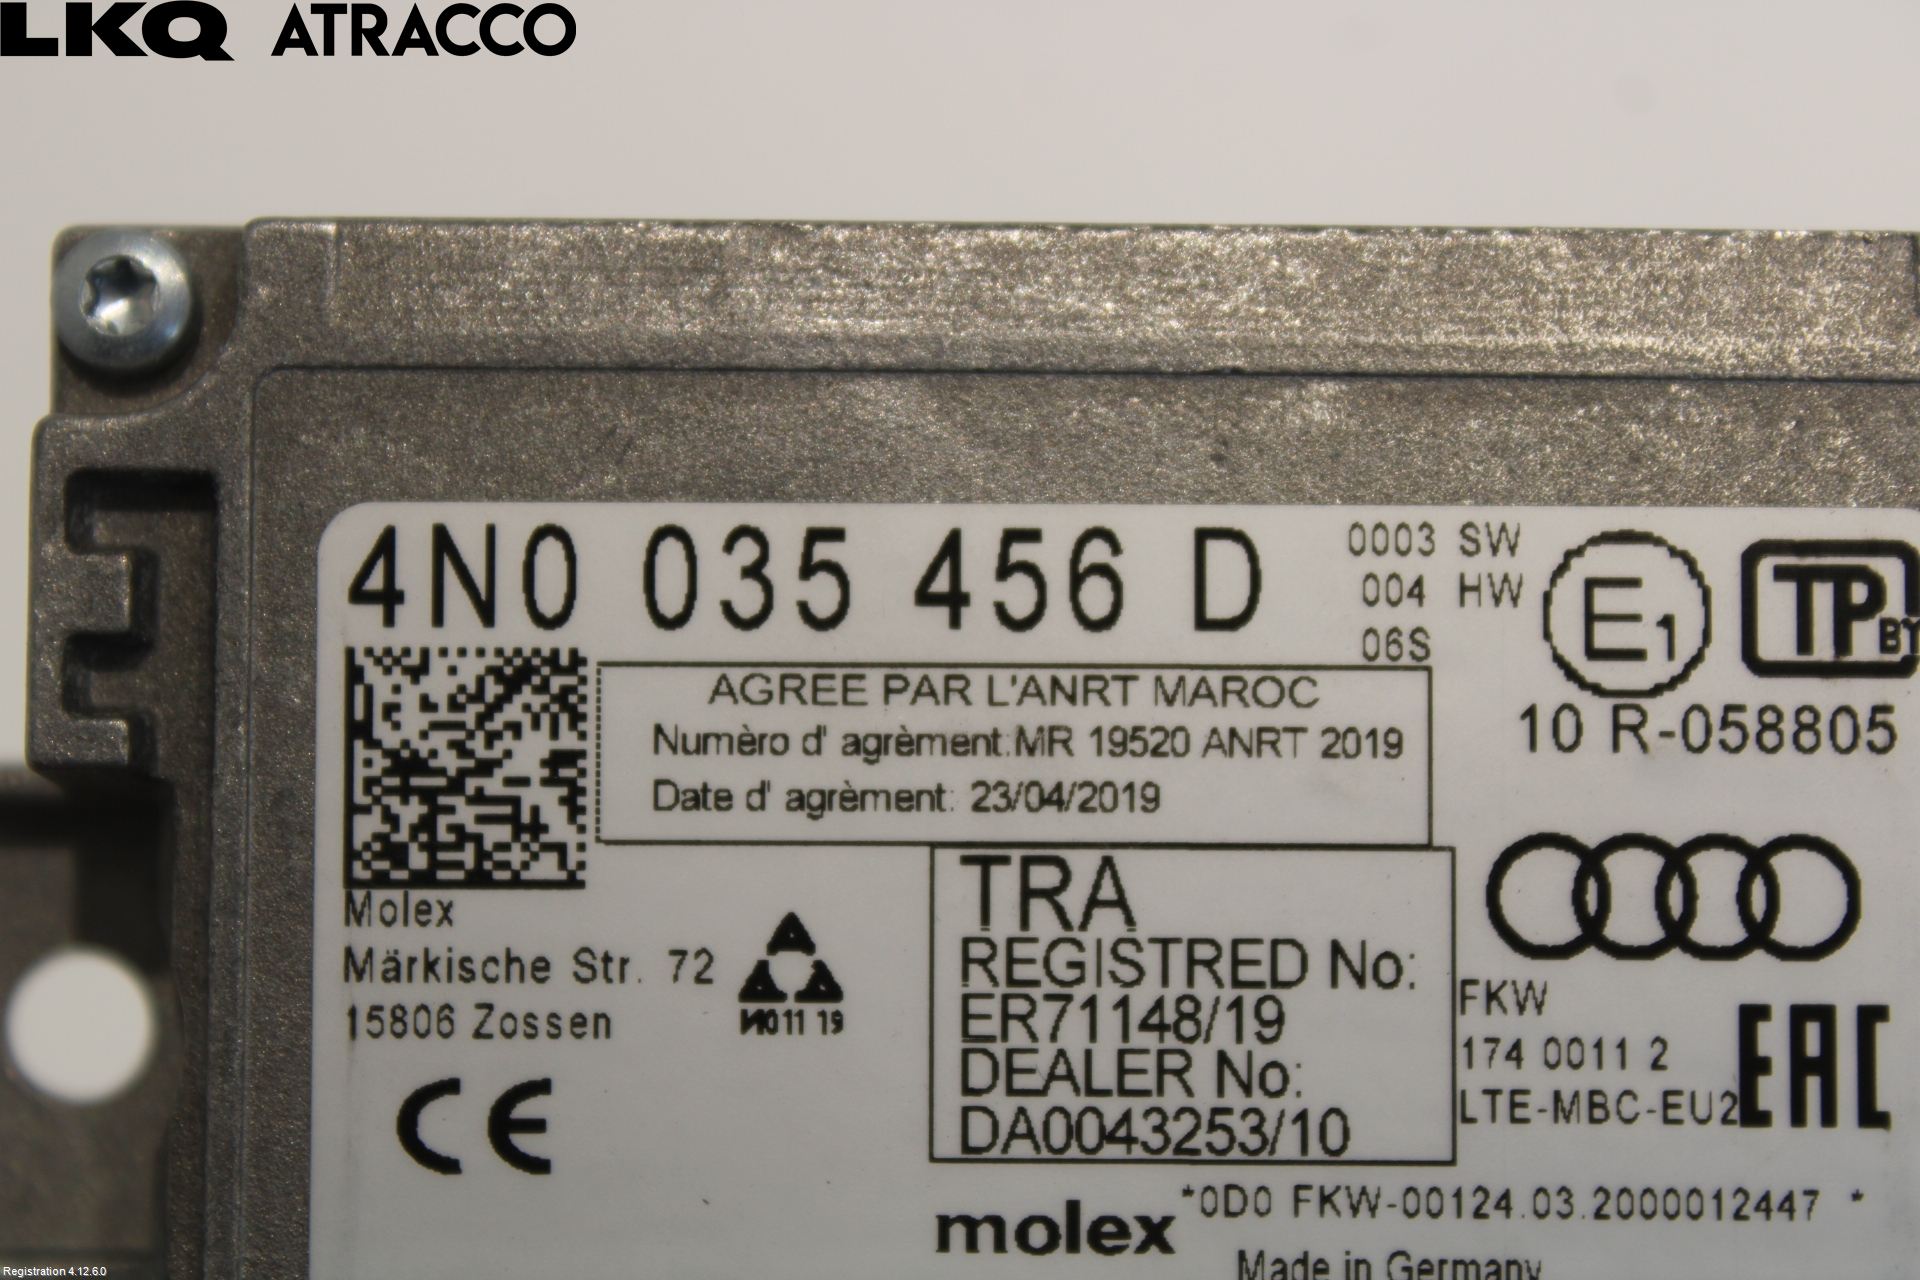 LKQ ATRACCO
4N0 035 456 D
0003 SW
004 HW
06S
E1
TP BY
10 R-058805
AGREE PAR L'ANRT MAROC
Numèro d' agrèment:MR 19520 ANRT 2019
Date d' agrèment: 23/04/2019
Molex
Märkische Str. 72
15806 Zossen
И011 19
CE
TRA
REGISTRED No:
ER71148/19
DEALER No:
DA0043253/10
FKW
174 0011 2
LTE-MBC-EU2
EAC
molex
*0D0 FKW-00124.03.2000012447 *
Made in Germany
Registration 4.12.6.0